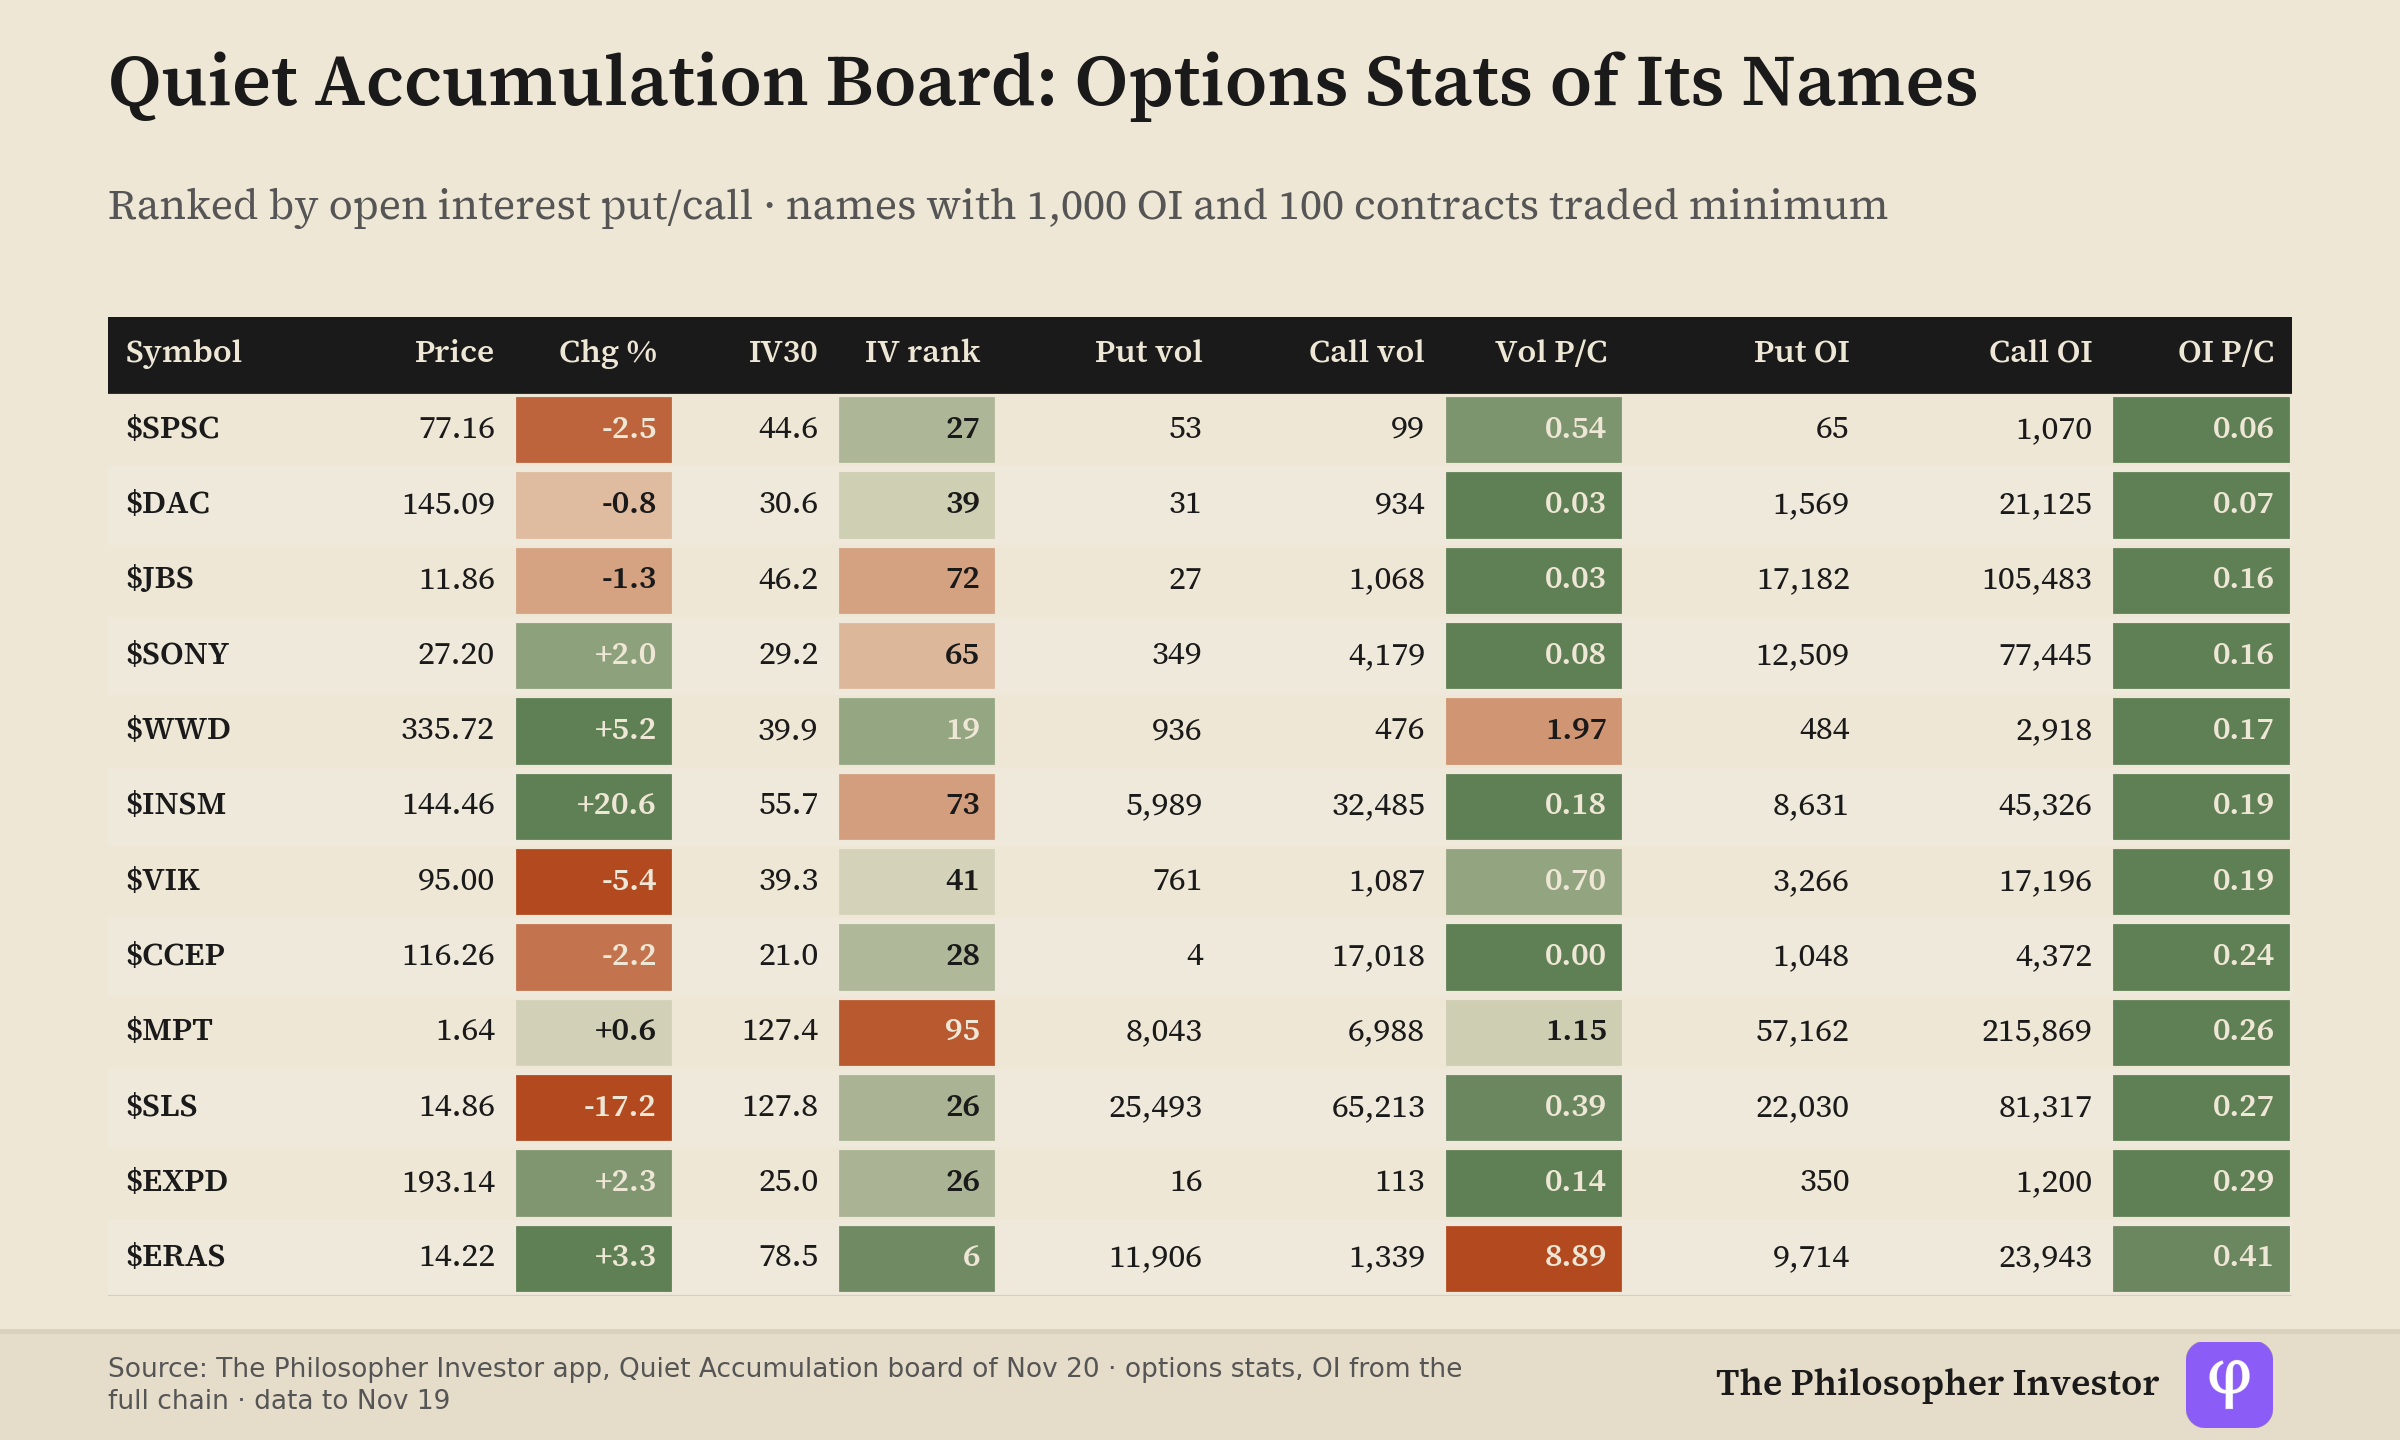 Quiet Accumulation Board: Options Stats of Its Names
Ranked by open interest put/call · names with 1,000 OI and 100 contracts traded minimum
Symbol Price Chg % IV30 IV rank Put vol Call vol Vol P/C Put OI Call OI OI P/C
$SPSC 77.16 -2.5 44.6 27 53 99 0.54 65 1,070 0.06
$DAC 145.09 -0.8 30.6 39 31 934 0.03 1,569 21,125 0.07
$JBS 11.86 -1.3 46.2 72 27 1,068 0.03 17,182 105,483 0.16
$SONY 27.20 +2.0 29.2 65 349 4,179 0.08 12,509 77,445 0.16
$WWD 335.72 +5.2 39.9 19 936 476 1.97 484 2,918 0.17
$INSM 144.46 +20.6 55.7 73 5,989 32,485 0.18 8,631 45,326 0.19
$VIK 95.00 -5.4 39.3 41 761 1,087 0.70 3,266 17,196 0.19
$CCEP 116.26 -2.2 21.0 28 4 17,018 0.00 1,048 4,372 0.24
$MPT 1.64 +0.6 127.4 95 8,043 6,988 1.15 57,162 215,869 0.26
$SLS 14.86 -17.2 127.8 26 25,493 65,213 0.39 22,030 81,317 0.27
$EXPD 193.14 +2.3 25.0 26 16 113 0.14 350 1,200 0.29
$ERAS 14.22 +3.3 78.5 6 11,906 1,339 8.89 9,714 23,943 0.41
Source: The Philosopher Investor app, Quiet Accumulation board of Nov 20 · options stats, OI from the
full chain · data to Nov 19
The Philosopher Investor φ